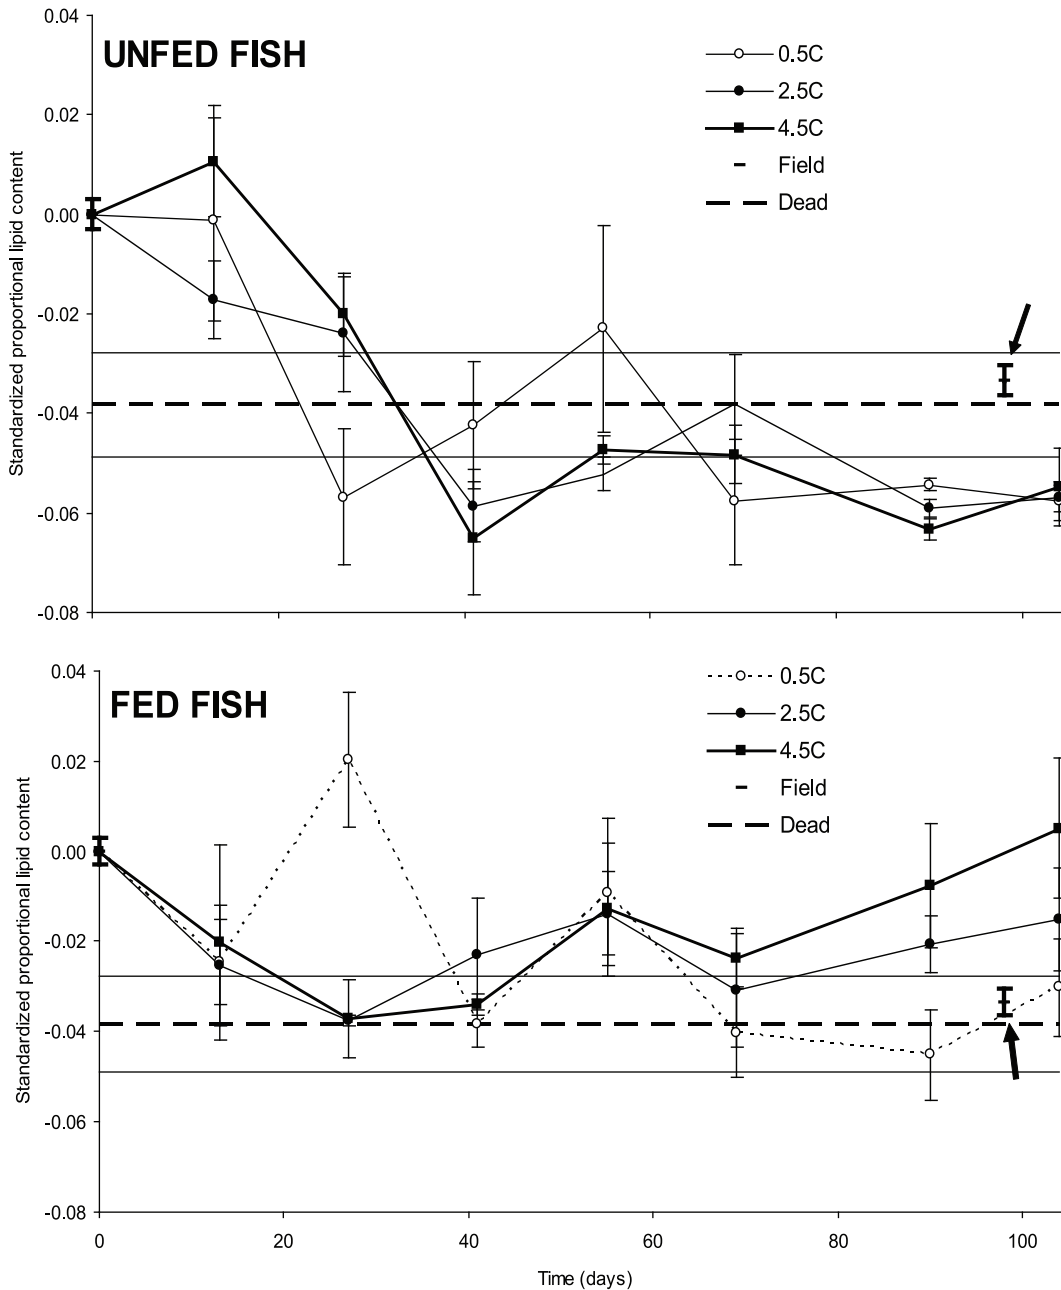 0.04
UNFED FISH
0.5C
2.5C
4.5C
Field
Dead
0.02
0.00
-0.02
-0.04
-0.06
-0.08
Standardized proportional lipid content
0.04
FED FISH
0.5C
2.5C
4.5C
Field
Dead
0.02
0.00
-0.02
-0.04
-0.06
-0.08
Standardized proportional lipid content
0 20 40 60 80 100
Time (days)